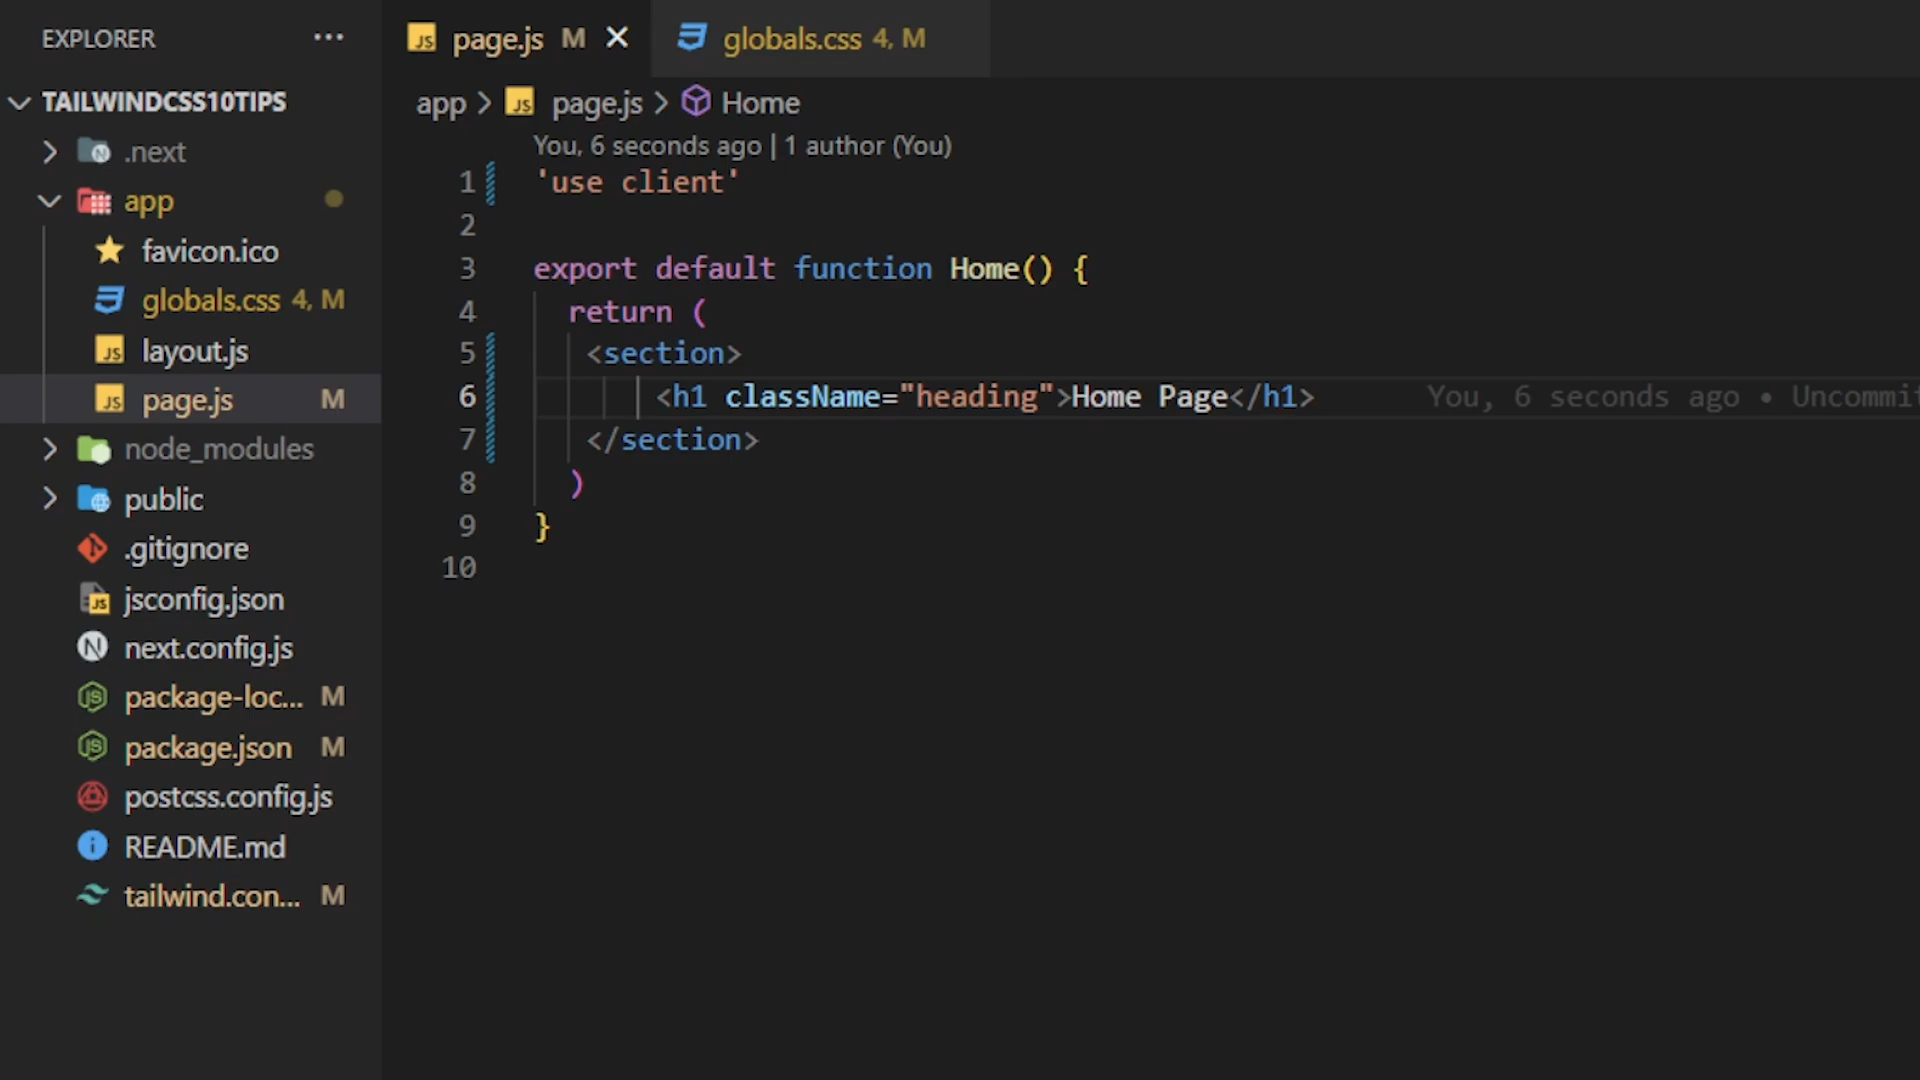 EXPLORER ...
TAILWINDCSS10TIPS
.next
app
favicon.ico
globals.css 4, M
layout.js
page.js M
node_modules
public
.gitignore
jsconfig.json
next.config.js
package-loc... M
package.json M
postcss.config.js
README.md
tailwind.con... M
page.js M
globals.css 4, M
app > page.js > Home
You, 6 seconds ago | 1 author (You)
1 'use client'
2
3 export default function Home() {
4 return (
5 <section>
6 <h1 className="heading">Home Page</h1> You, 6 seconds ago • Uncommit
7 </section>
8 )
9 }
10